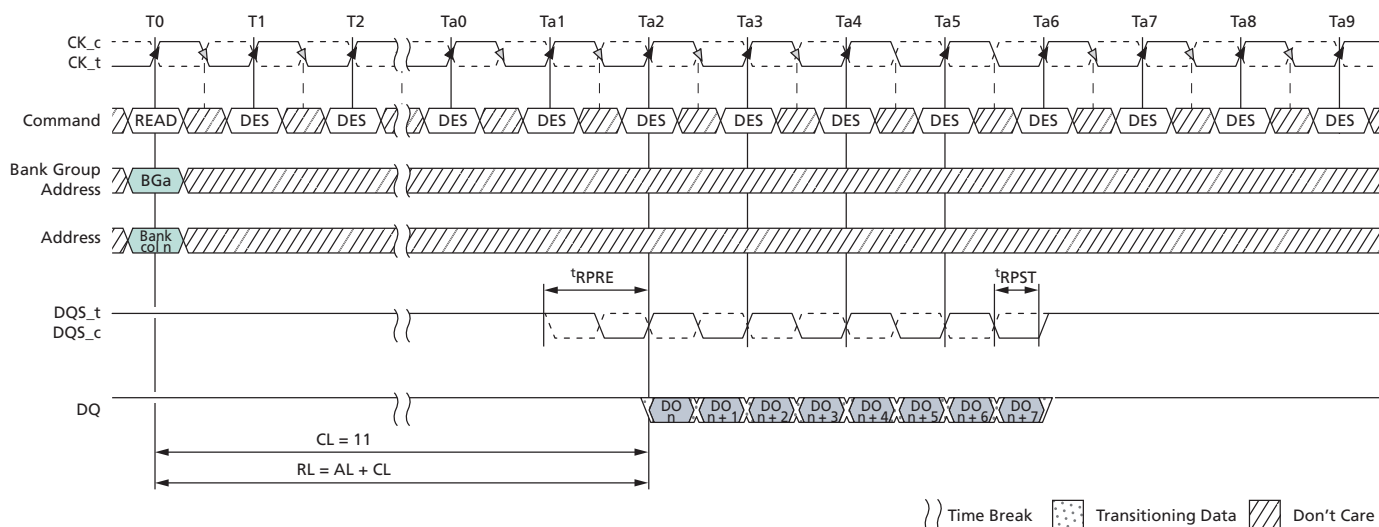 T0 T1 T2 Ta0 Ta1 Ta2 Ta3 Ta4 Ta5 Ta6 Ta7 Ta8 Ta9
CK_c
CK_t
Command READ DES DES DES DES DES DES DES DES DES DES DES DES
Bank Group
Address
BGa
Address
Bank
col n
tRPRE tRPST
DQS_t
DQS_c
DQ
DO DO DO DO DO DO DO DO
n n + 1 n + 2 n + 3 n + 4 n + 5 n + 6 n + 7
CL = 11
RL = AL + CL
Time Break Transitioning Data Don't Care